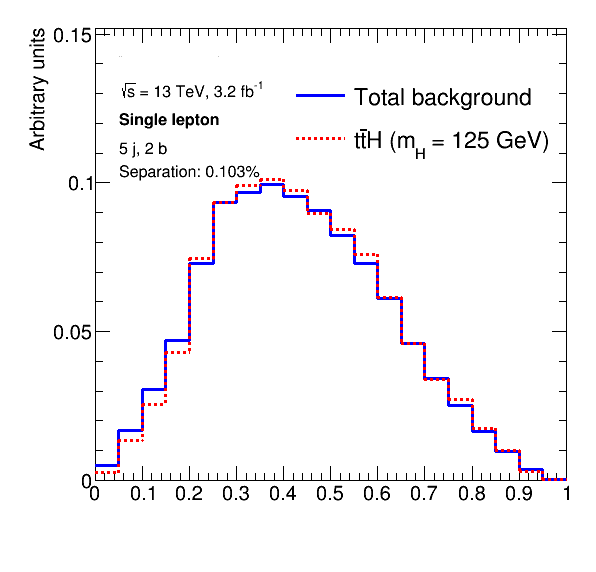 Arbitrary units
0.15
0.1
0.05
0
√s = 13 TeV, 3.2 fb⁻¹
Single lepton
5 j, 2 b
Separation: 0.103%
Total background
tt̄H (m_H = 125 GeV)
0 0.1 0.2 0.3 0.4 0.5 0.6 0.7 0.8 0.9 1